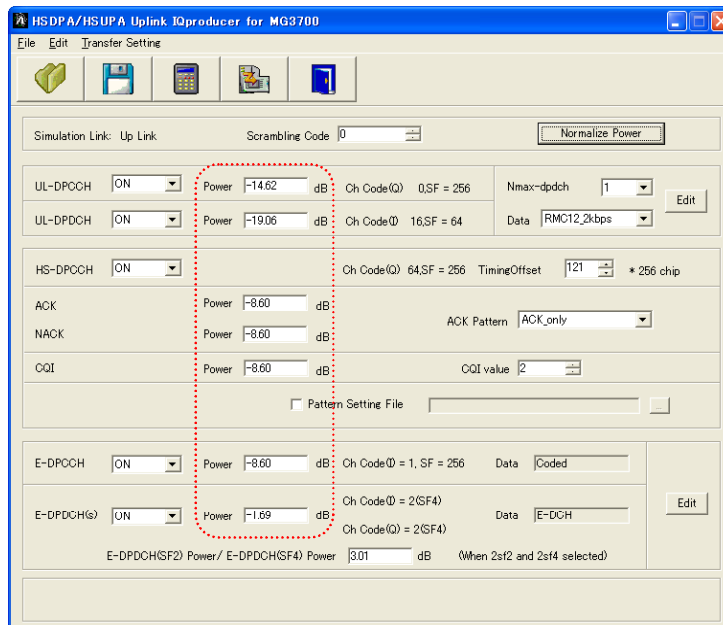 HSDPA/HSUPA Uplink IQproducer for MG3700
File Edit Transfer Setting
Simulation Link: Up Link Scrambling Code 0 Normalize Power
UL-DPCCH ON Power -14.62 dB Ch Code(Q) 0,SF = 256 Nmax-dpdch 1 Edit
UL-DPDCH ON Power -19.06 dB Ch Code(I) 16,SF = 64 Data RMC12_2kbps
HS-DPCCH ON Ch Code(Q) 64,SF = 256 TimingOffset 121 * 256 chip
ACK Power -8.60 dB ACK Pattern ACK_only
NACK Power -8.60 dB
CQI Power -8.60 dB CQI value 2
Pattern Setting File ...
E-DPCCH ON Power -8.60 dB Ch Code(I) = 1, SF = 256 Data Coded
E-DPDCH(s) ON Power -1.69 dB Ch Code(I) = 2(SF4) Data E-DCH Edit
Ch Code(Q) = 2(SF4)
E-DPDCH(SF2) Power/ E-DPDCH(SF4) Power 3.01 dB (When 2sf2 and 2sf4 selected)